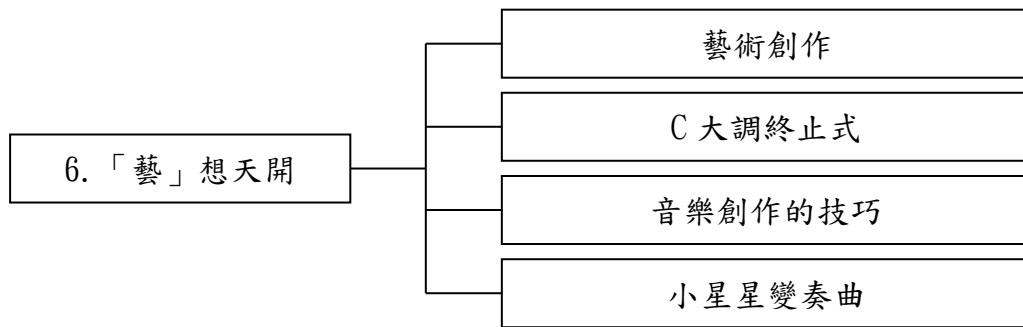 藝術創作
C 大調終止式
6.「藝」想天開
音樂創作的技巧
小星星變奏曲